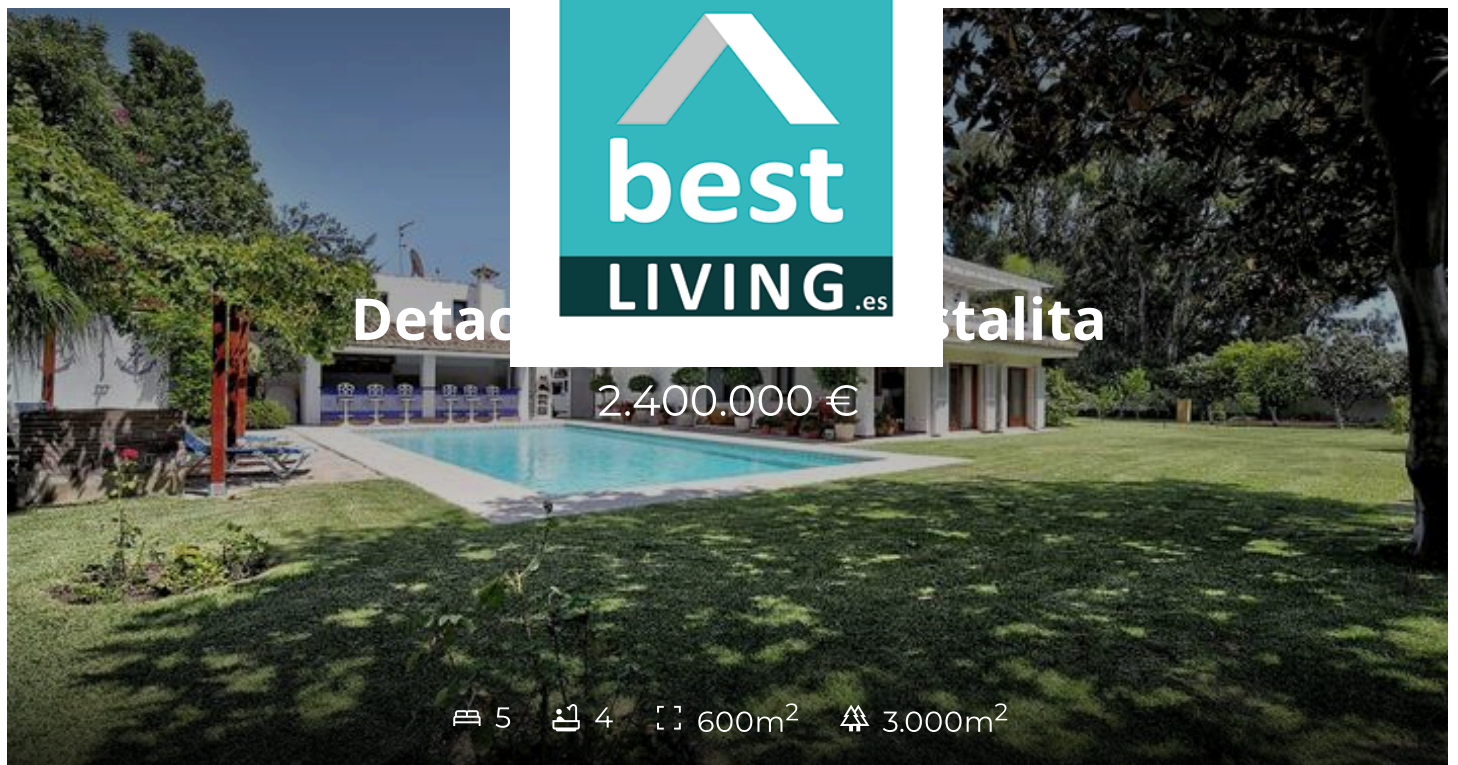 best
LIVING.es
Detac stalita
2.400.000 €
5 4 600m² 3.000m²